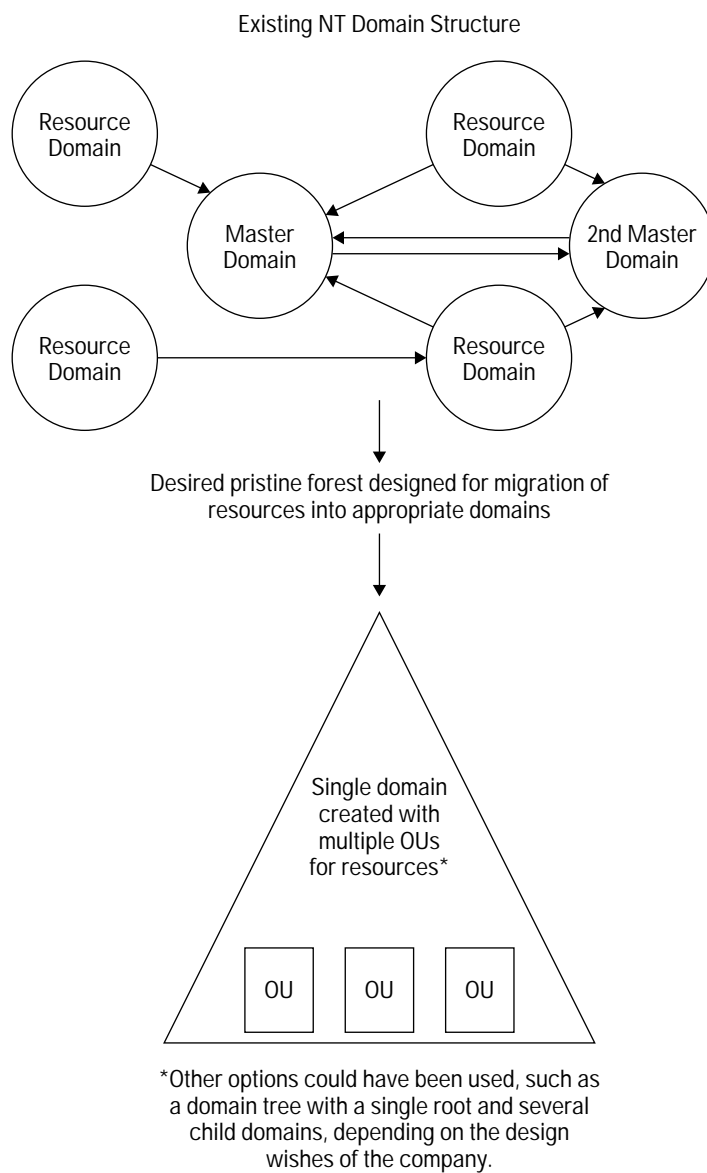 Existing NT Domain Structure
Resource
Domain
Resource
Domain
Master
Domain
2nd Master
Domain
Resource
Domain
Resource
Domain
Desired pristine forest designed for migration of
resources into appropriate domains
Single domain
created with
multiple OUs
for resources*
OU
OU
OU
*Other options could have been used, such as
a domain tree with a single root and several
child domains, depending on the design
wishes of the company.